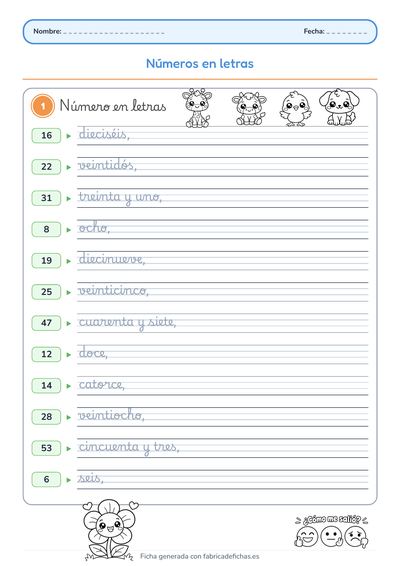 Nombre: Fecha:
Números en letras
1 Número en letras
16 dieciséis,
22 veintidós,
31 treinta y uno,
8 ocho,
19 diecinueve,
25 veinticinco,
47 cuarenta y siete,
12 doce,
14 catorce,
28 veintiocho,
53 cincuenta y tres,
6 seis,
¿Cómo me salió?
Ficha generada con fabricadefichas.es